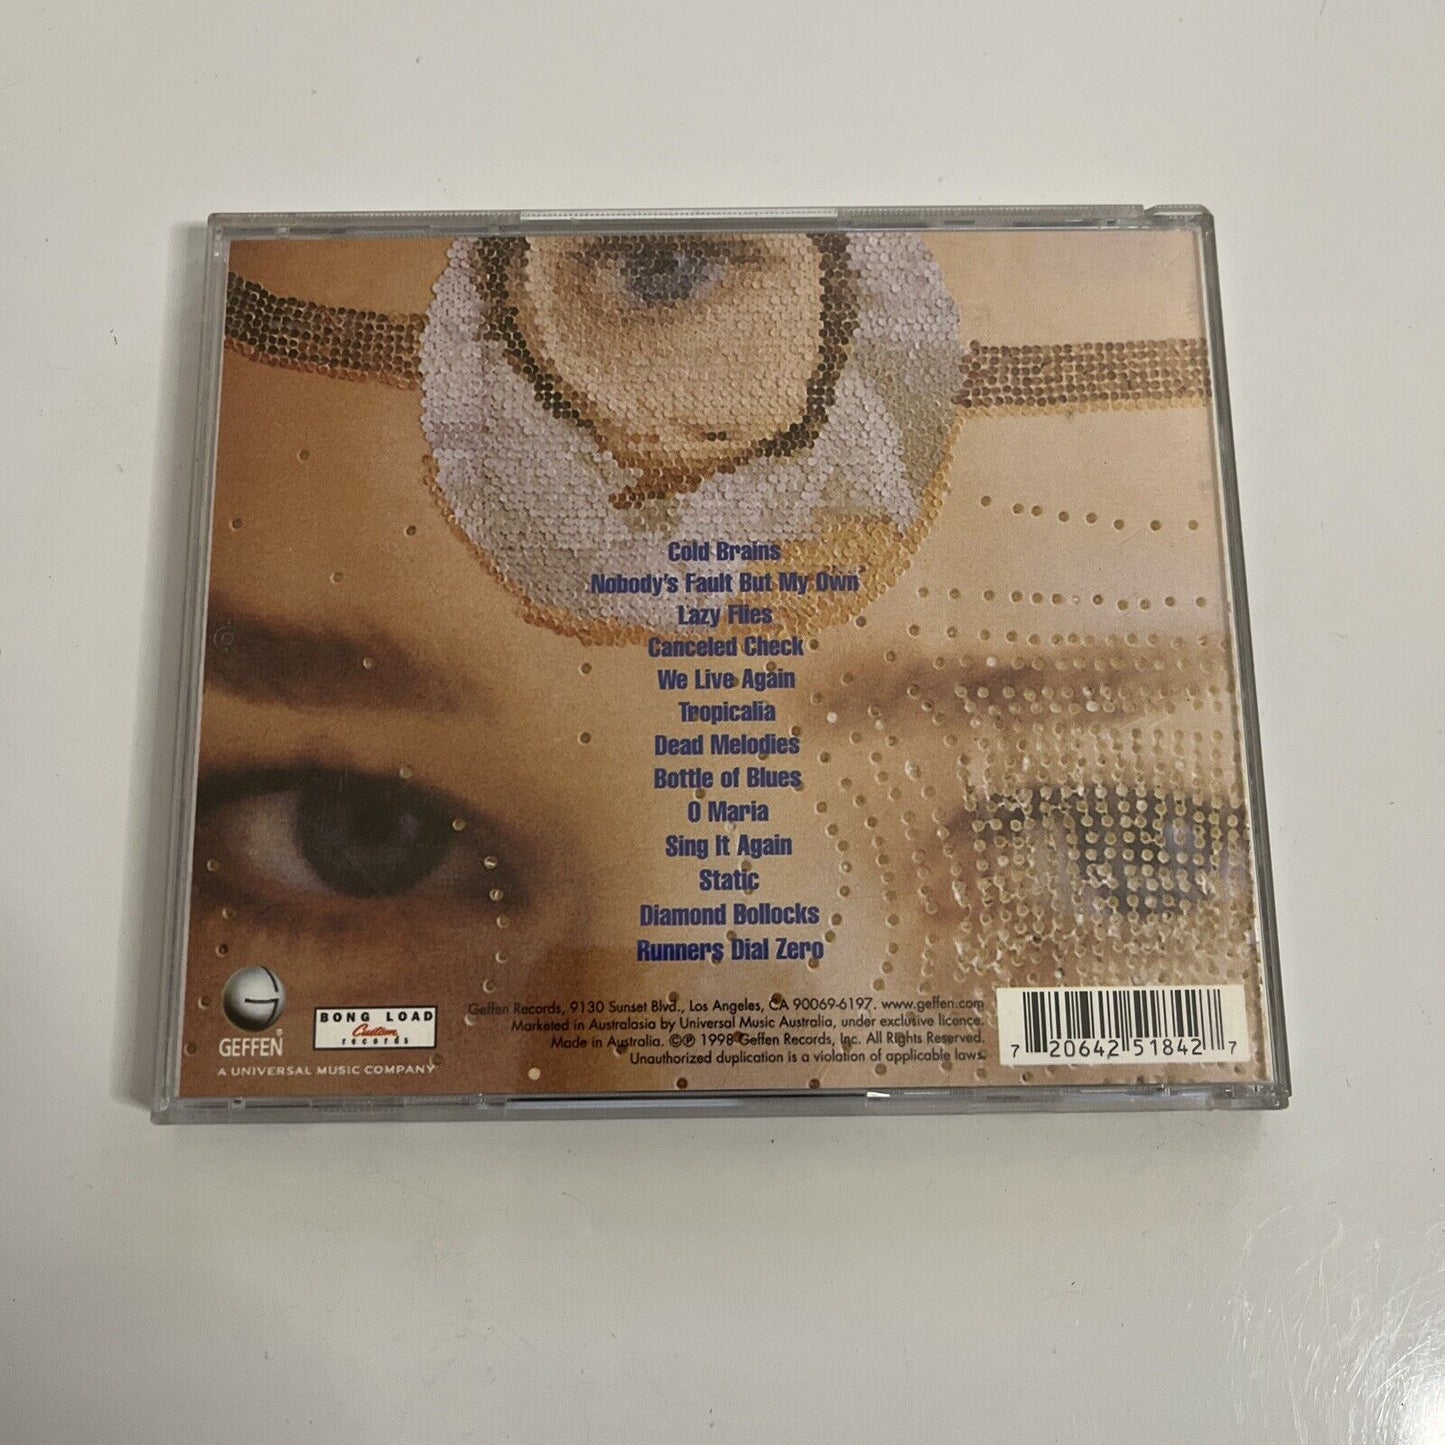 Cold Brains
Nobody's Fault But My Own
Lazy Flies
Canceled Check
We Live Again
Tropicalia
Dead Melodies
Bottle of Blues
O Maria
Sing It Again
Static
Diamond Bollocks
Runners Dial Zero
GEFFEN
A UNIVERSAL MUSIC COMPANY
BONG LOAD
Custom
records
Geffen Records, 9130 Sunset Blvd., Los Angeles, CA 90069-6197. www.geffen.com
Marketed in Australasia by Universal Music Australia, under exclusive licence.
Made in Australia. ©℗ 1998 Geffen Records, Inc. All Rights Reserved.
Unauthorized duplication is a violation of applicable laws.
7 20642 51842 7